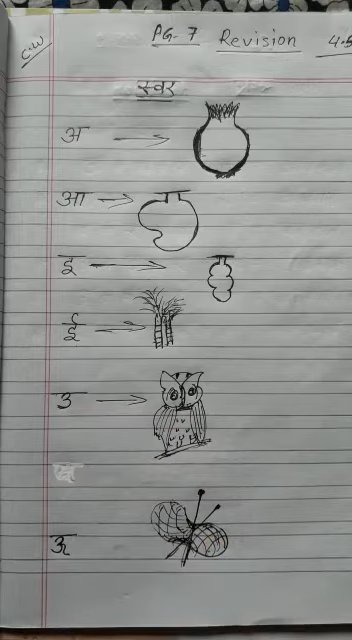 C.W
PG- 7 Revision 4-5
स्वर
अ →
आ →
इ →
ई →
उ →
ऊ